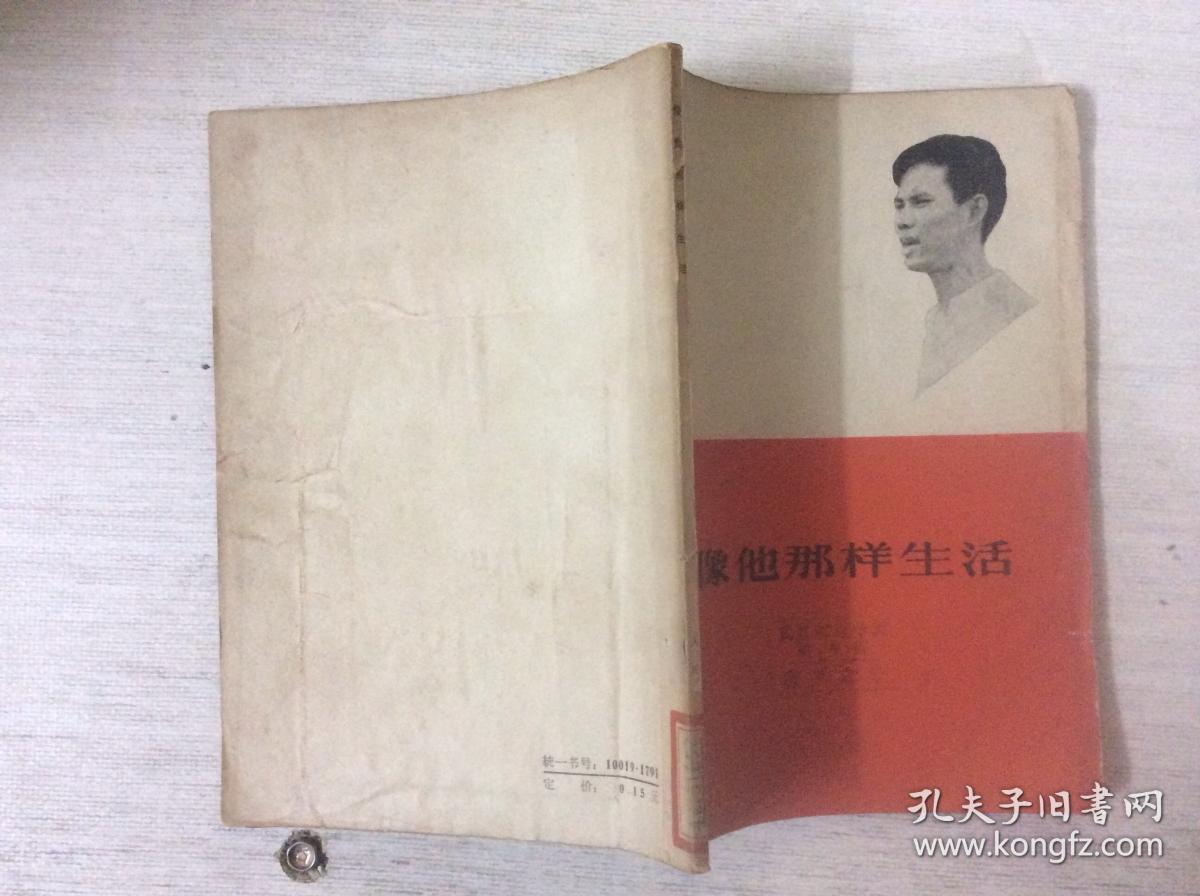 像他那样生活
统一书号：10019·1791
定 价： 0.15元
孔夫子旧书网
www.kongfz.com